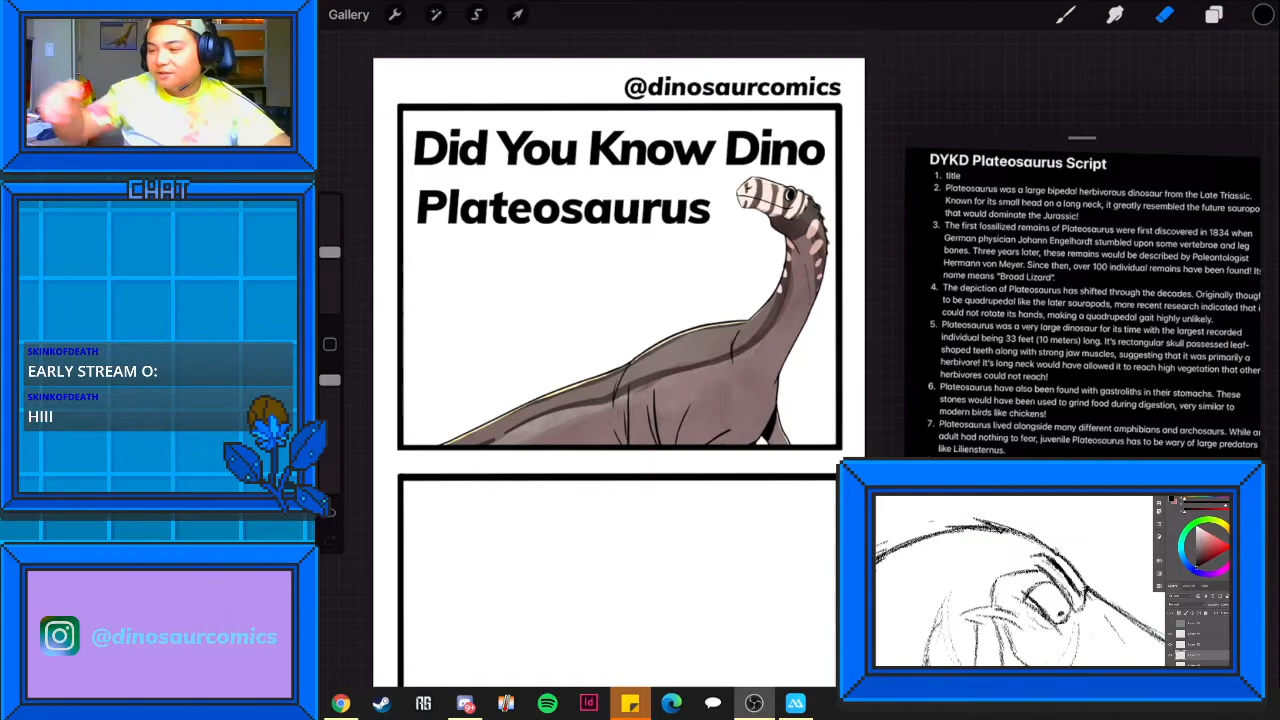 Gallery
@dinosaurcomics
Did You Know Dino
Plateosaurus
CHAT
SKINKOFDEATH
EARLY STREAM O:
SKINKOFDEATH
HIII
@dinosaurcomics
DYKD Plateosaurus Script
1. title
2. Plateosaurus was a large bipedal herbivorous dinosaur from the Late Triassic.
Known for its small head on a long neck, it greatly resembled the future sauropo
that would dominate the Jurassic!
3. The first fossilized remains of Plateosaurus were first discovered in 1834 when
German physician Johann Engelhardt stumbled upon some vertebrae and leg
bones. Three years later, these remains would be described by Paleontologist
Hermann von Meyer. Since then, over 100 individual remains have been found! Its
name means "Broad Lizard".
4. The depiction of Plateosaurus has shifted through the decades. Originally though
to be quadrupedal like the later sauropods, more recent research indicated that i
could not rotate its hands, making a quadrupedal gait highly unlikely.
5. Plateosaurus was a very large dinosaur for its time with the largest recorded
individual being 33 feet (10 meters) long. It's rectangular skull possessed leaf-
shaped teeth along with strong jaw muscles, suggesting that it was primarily a
herbivore! It's long neck would have allowed it to reach high vegetation that other
herbivores could not reach!
6. Plateosaurus have also been found with gastroliths in their stomachs. These
stones would have been used to grind food during digestion, very similar to
modern birds like chickens!
7. Plateosaurus lived alongside many different amphibians and archosaurs. While an
adult had nothing to fear, juvenile Plateosaurus has to be wary of large predators
like Liliensternus.